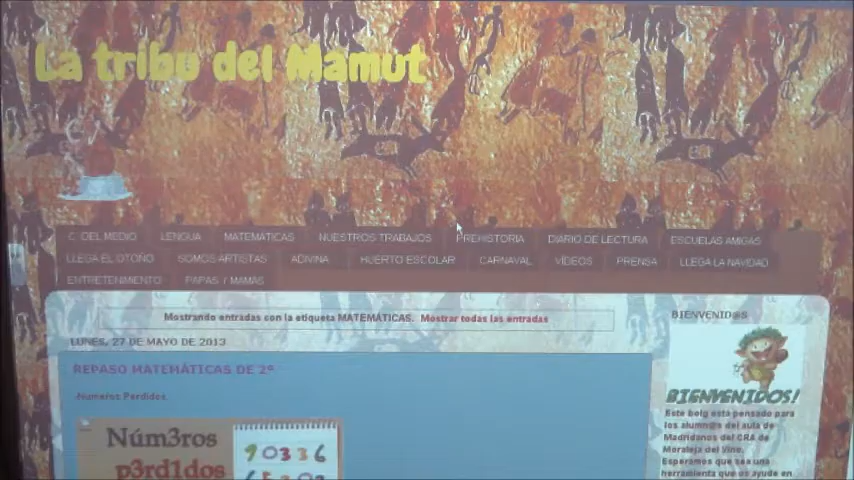 La tribu del Mamut
C. DEL MEDIO LENGUA MATEMÁTICAS NUESTROS TRABAJOS PREHISTORIA DIARIO DE LECTURA ESCUELAS AMIGAS
LLEGA EL OTOÑO SOMOS ARTISTAS ADIVINA HUERTO ESCOLAR CARNAVAL VÍDEOS PRENSA LLEGA LA NAVIDAD
ENTRETENIMIENTO PAPAS Y MAMAS
Mostrando entradas con la etiqueta MATEMÁTICAS. Mostrar todas las entradas
LUNES, 27 DE MAYO DE 2013
REPASO MATEMÁTICAS DE 2º
-Numeros Perdidos.
Núm3ros
p3rd1dos
90336
BIENVENID@S
BIENVENIDOS!
Este bolg está pensado para
los alumn@s del aula de
Madridanos del CRA de
Moraleja del Vino.
Esperamos que sea una
herramienta que os ayude en